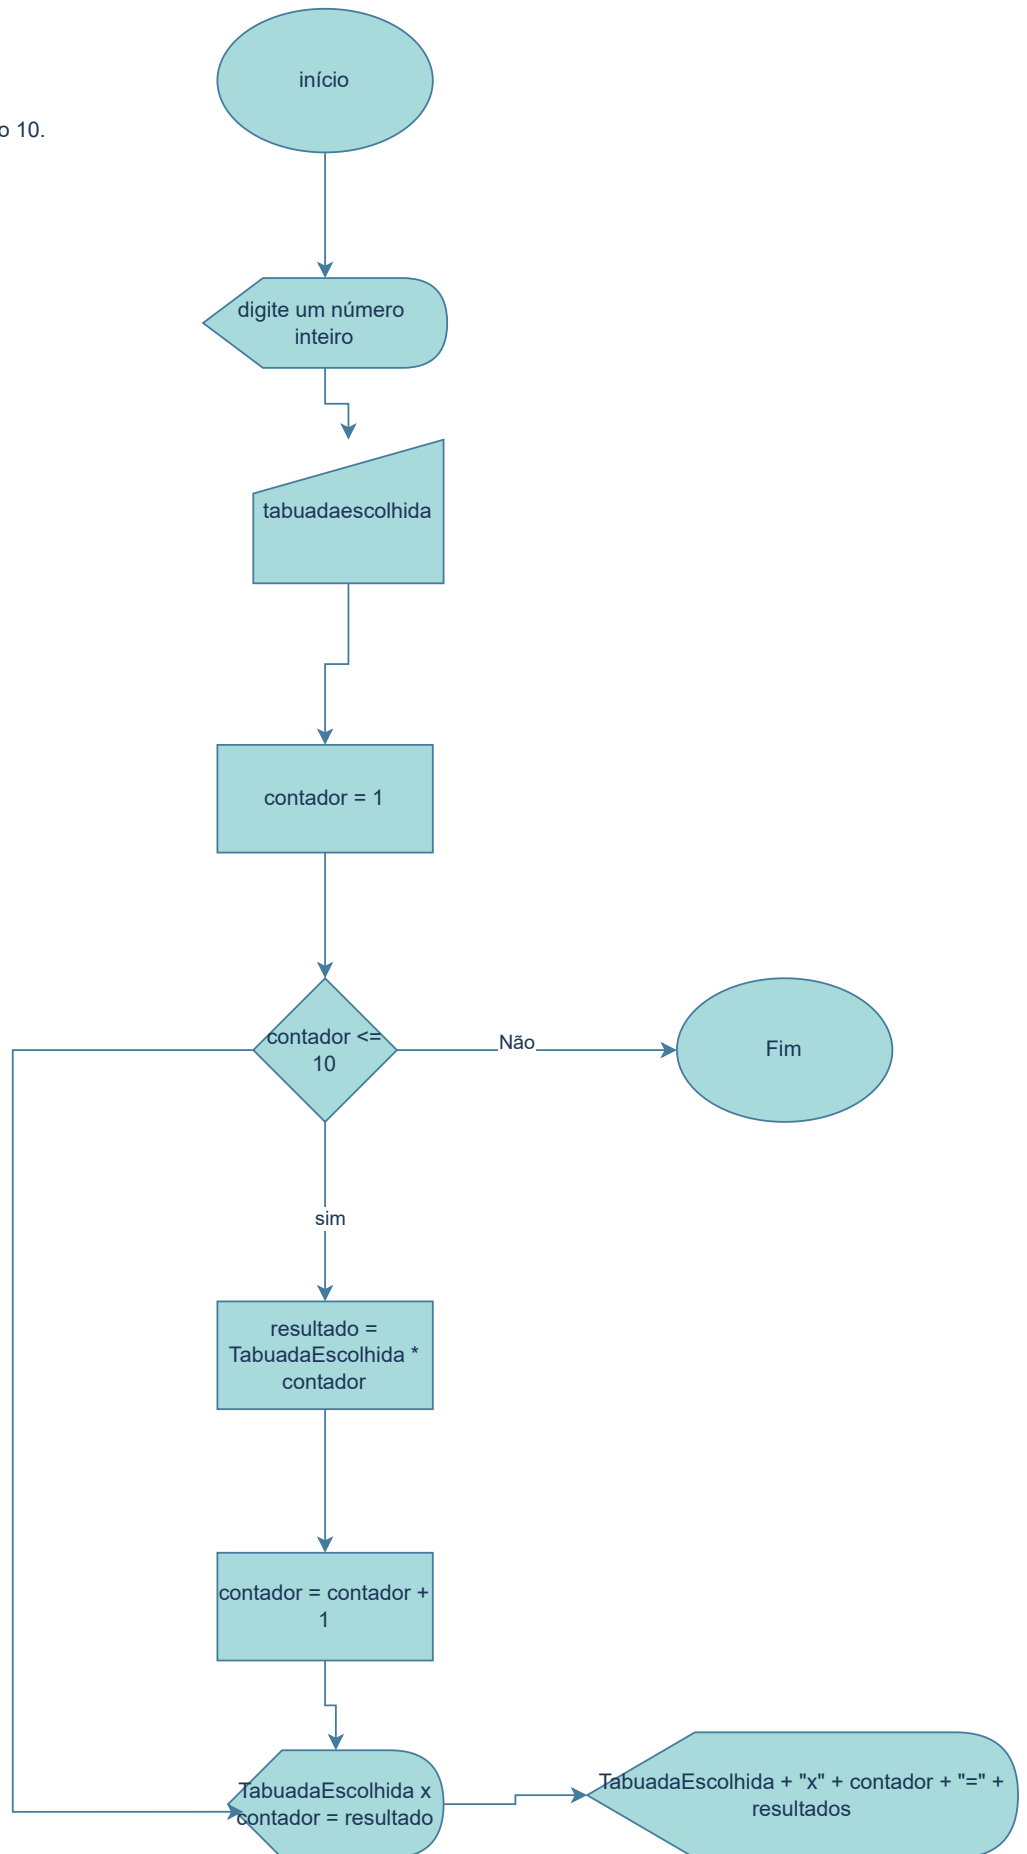 início
o 10.
digite um número
inteiro
tabuadaescolhida
contador = 1
contador <=
10
Não
Fim
sim
resultado =
TabuadaEscolhida *
contador
contador = contador +
1
TabuadaEscolhida x
contador = resultado
TabuadaEscolhida + "x" + contador + "=" +
resultados